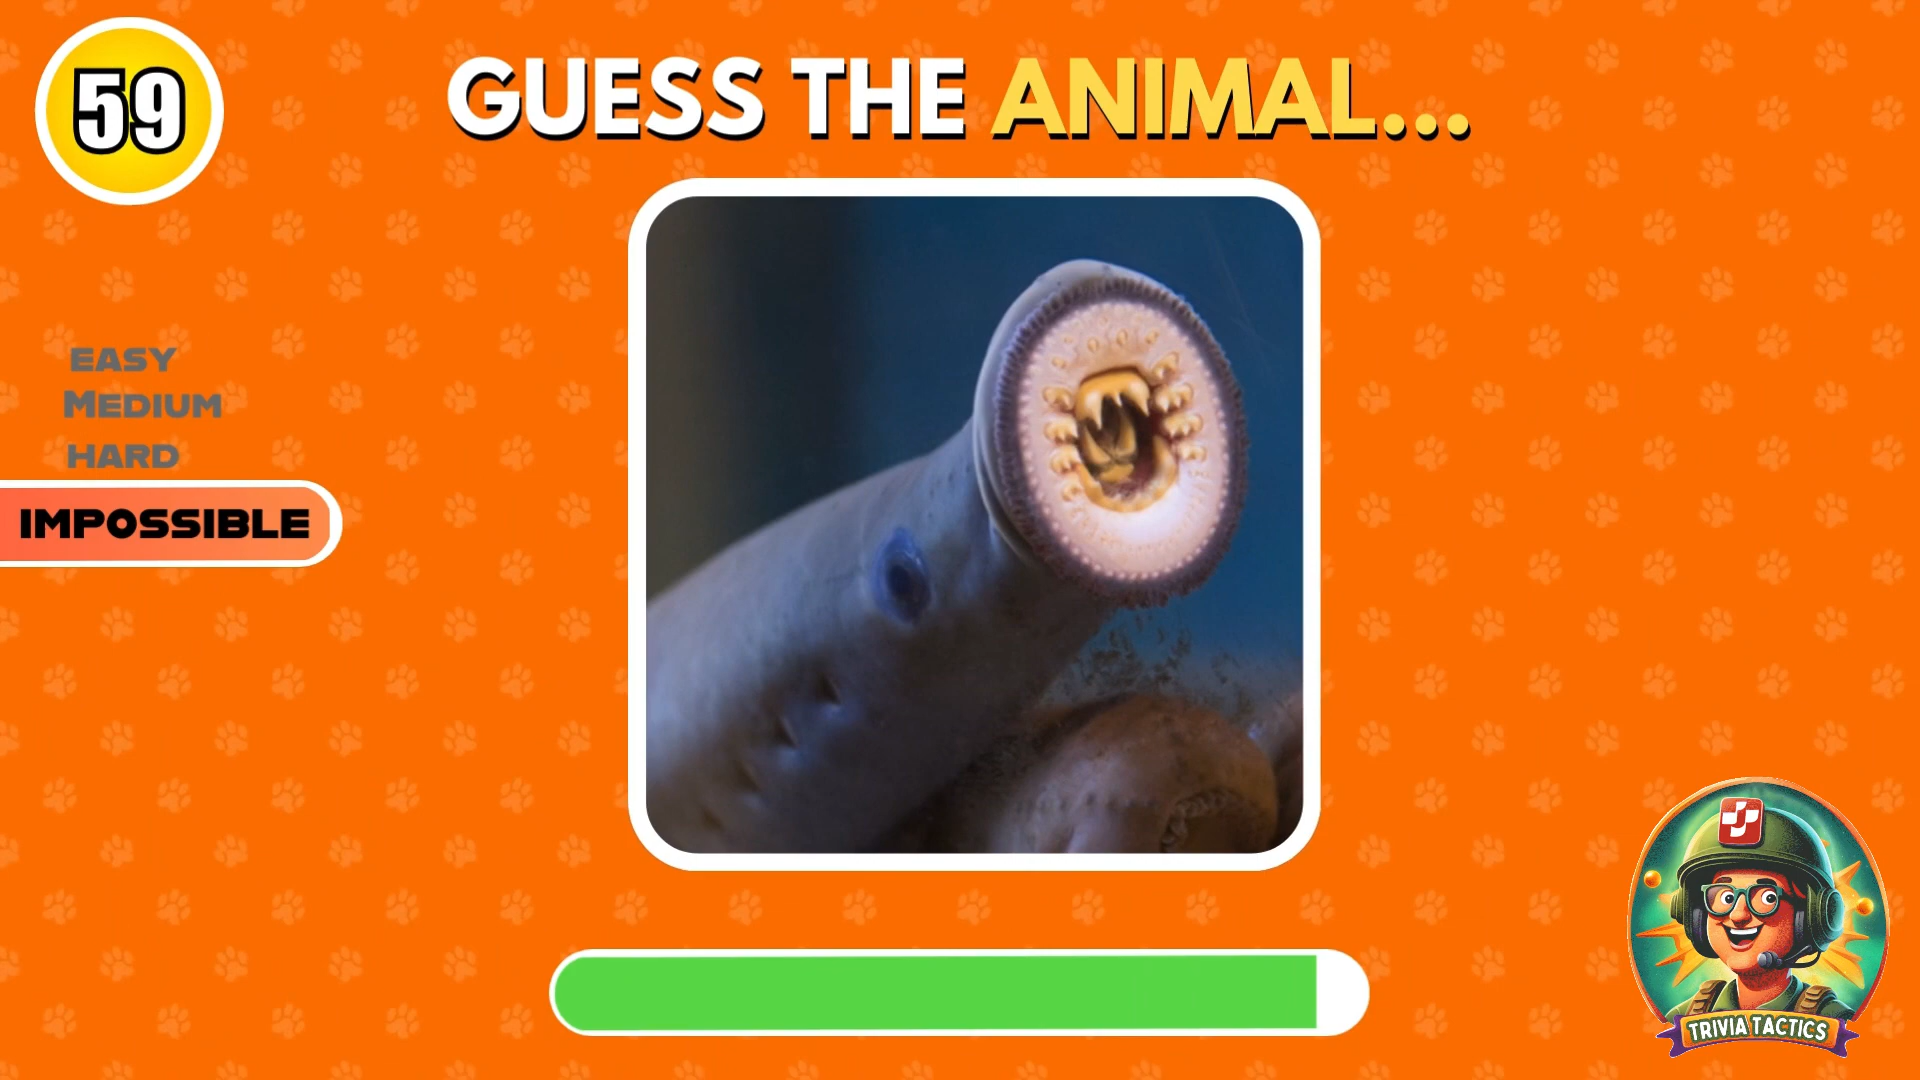 59
GUESS THE ANIMAL...
EASY
MEDIUM
HARD
IMPOSSIBLE
TRIVIA TACTICS